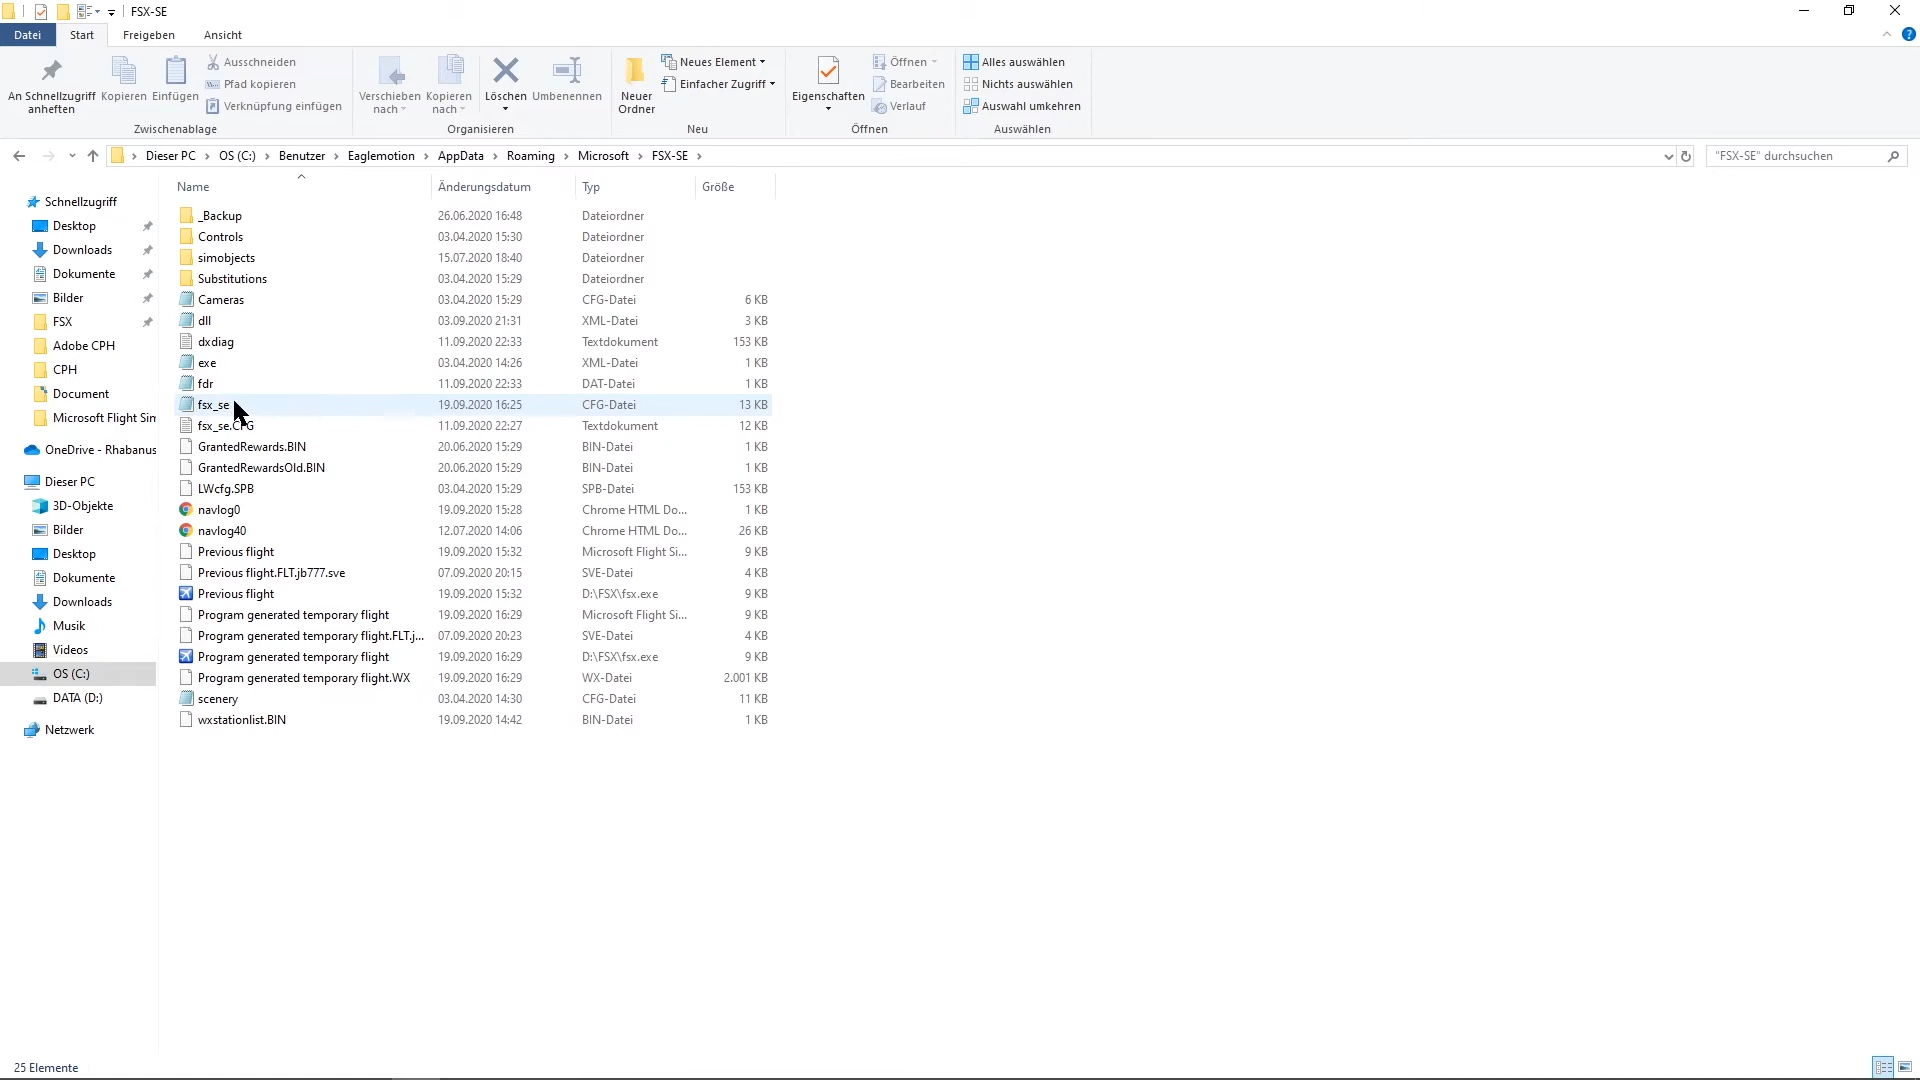 FSX-SE
Datei Start Freigeben Ansicht
An Schnellzugriff anheften
Kopieren
Einfügen
Ausschneiden
Pfad kopieren
Verknüpfung einfügen
Zwischenablage
Verschieben nach
Kopieren nach
Löschen
Umbenennen
Organisieren
Neuer Ordner
Neues Element
Einfacher Zugriff
Neu
Eigenschaften
Öffnen
Bearbeiten
Verlauf
Öffnen
Alles auswählen
Nichts auswählen
Auswahl umkehren
Auswählen
Dieser PC > OS (C:) > Benutzer > Eaglemotion > AppData > Roaming > Microsoft > FSX-SE >
"FSX-SE" durchsuchen
Schnellzugriff
Desktop
Downloads
Dokumente
Bilder
FSX
Adobe CPH
CPH
Document
Microsoft Flight Sim
OneDrive - Rhabanus
Dieser PC
3D-Objekte
Bilder
Desktop
Dokumente
Downloads
Musik
Videos
OS (C:)
DATA (D:)
Netzwerk
Name Änderungsdatum Typ Größe
_Backup 26.06.2020 16:48 Dateiordner
Controls 03.04.2020 15:30 Dateiordner
simobjects 15.07.2020 18:40 Dateiordner
Substitutions 03.04.2020 15:29 Dateiordner
Cameras 03.04.2020 15:29 CFG-Datei 6 KB
dll 03.09.2020 21:31 XML-Datei 3 KB
dxdiag 11.09.2020 22:33 Textdokument 153 KB
exe 03.04.2020 14:26 XML-Datei 1 KB
fdr 11.09.2020 22:33 DAT-Datei 1 KB
fsx_se 19.09.2020 16:25 CFG-Datei 13 KB
fsx_se.CFG 11.09.2020 22:27 Textdokument 12 KB
GrantedRewards.BIN 20.06.2020 15:29 BIN-Datei 1 KB
GrantedRewardsOld.BIN 20.06.2020 15:29 BIN-Datei 1 KB
LWcfg.SPB 03.04.2020 15:29 SPB-Datei 153 KB
navlog0 19.09.2020 15:28 Chrome HTML Do... 1 KB
navlog40 12.07.2020 14:06 Chrome HTML Do... 26 KB
Previous flight 19.09.2020 15:32 Microsoft Flight Si... 9 KB
Previous flight.FLT.jb777.sve 07.09.2020 20:15 SVE-Datei 4 KB
Previous flight 19.09.2020 15:32 D:\FSX\fsx.exe 9 KB
Program generated temporary flight 19.09.2020 16:29 Microsoft Flight Si... 9 KB
Program generated temporary flight.FLT.j... 07.09.2020 20:23 SVE-Datei 4 KB
Program generated temporary flight 19.09.2020 16:29 D:\FSX\fsx.exe 9 KB
Program generated temporary flight.WX 19.09.2020 16:29 WX-Datei 2.001 KB
scenery 03.04.2020 14:30 CFG-Datei 11 KB
wxstationlist.BIN 19.09.2020 14:42 BIN-Datei 1 KB
25 Elemente